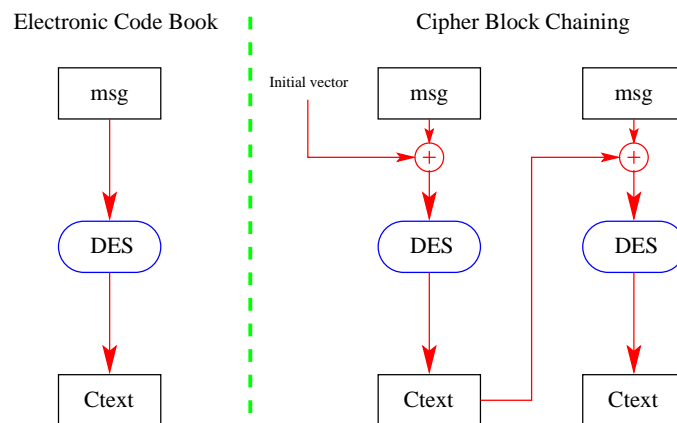 Electronic Code Book
Cipher Block Chaining
Initial vector
msg
msg
msg
+
+
DES
DES
DES
Ctext
Ctext
Ctext